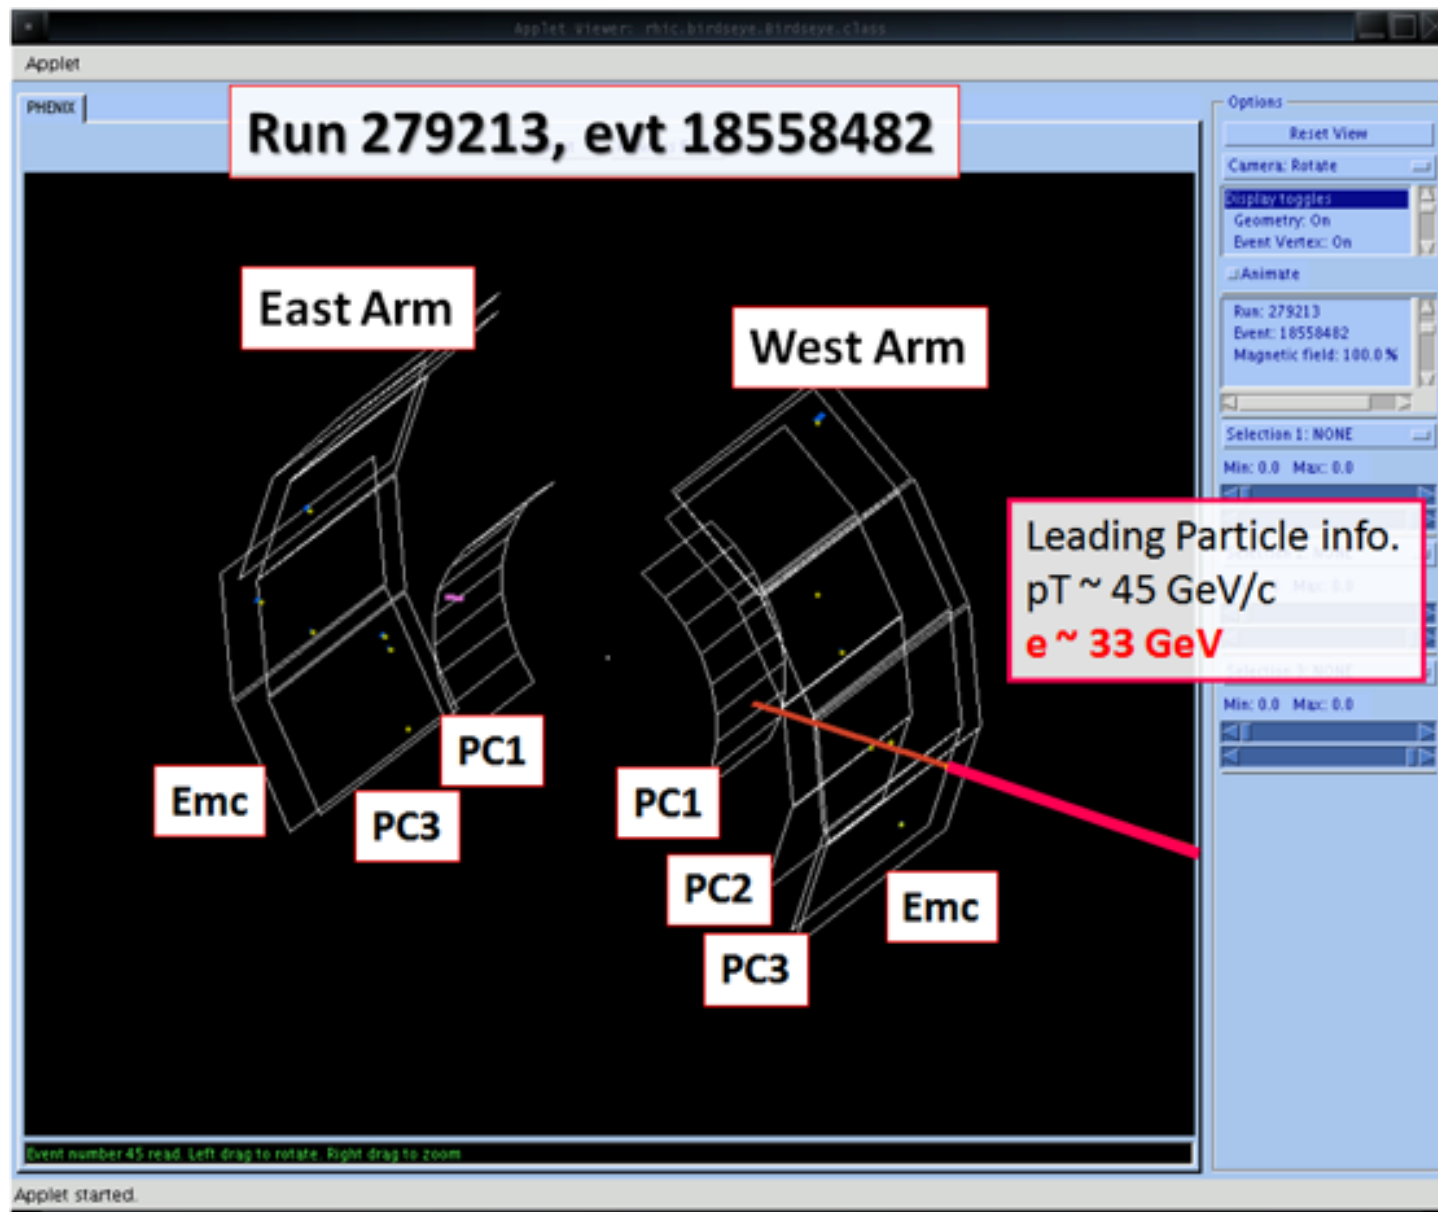 Applet Viewer: rhic.birdseye.Birdseye.class
Applet
PHENIX
Run 279213, evt 18558482
Options
Reset View
Camera: Rotate
Display toggles
Geometry: On
Event Vertex: On
Animate
Run: 279213
Event: 18558482
Magnetic field: 100.0 %
Selection 1: NONE
Min: 0.0 Max: 0.0
East Arm
West Arm
Leading Particle info.
pT ~ 45 GeV/c
e ~ 33 GeV
Selection 3: NONE
Min: 0.0 Max: 0.0
PC1
Emc
PC3
PC1
PC2
Emc
PC3
Event number 45 read. Left drag to rotate. Right drag to zoom
Applet started.